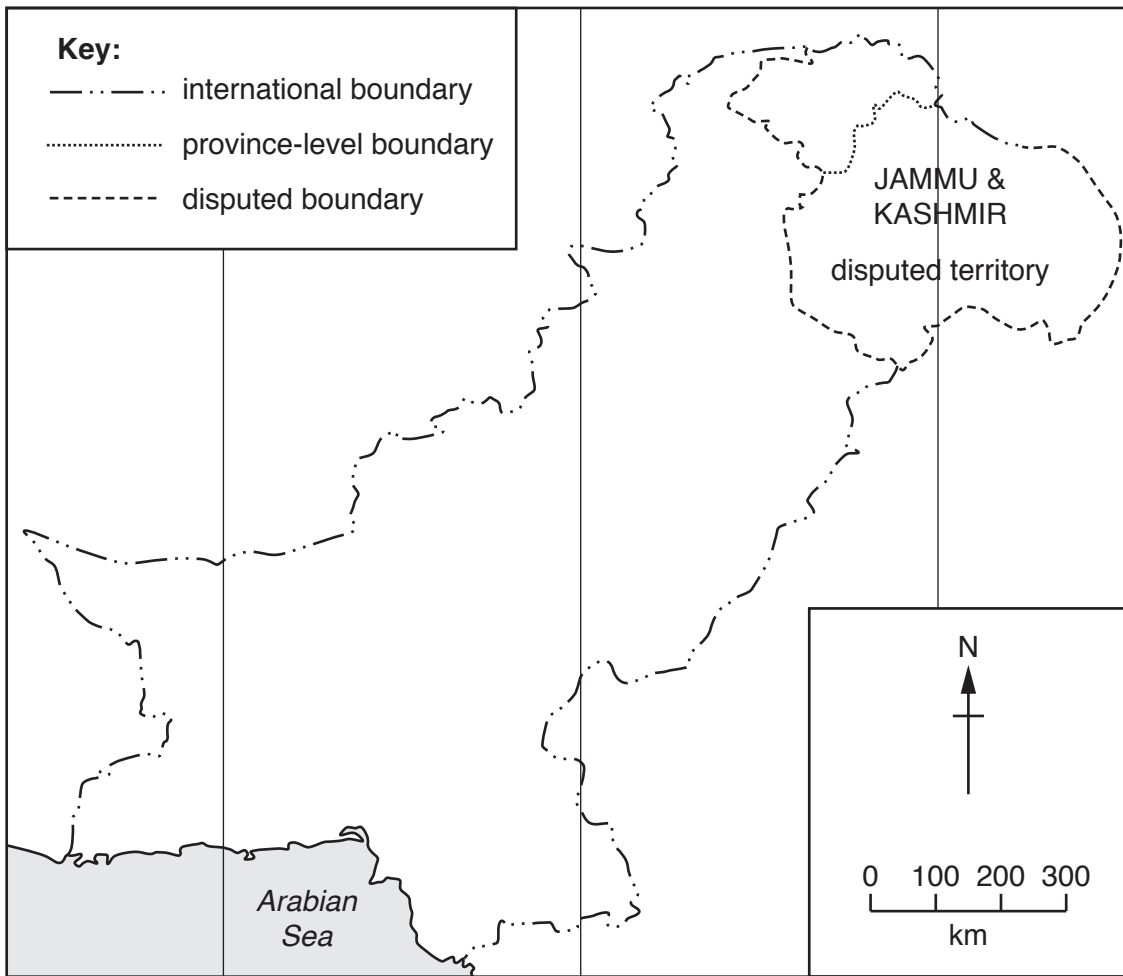 Key:
international boundary
province-level boundary
disputed boundary
JAMMU &
KASHMIR
disputed territory
N
0 100 200 300
km
Arabian
Sea